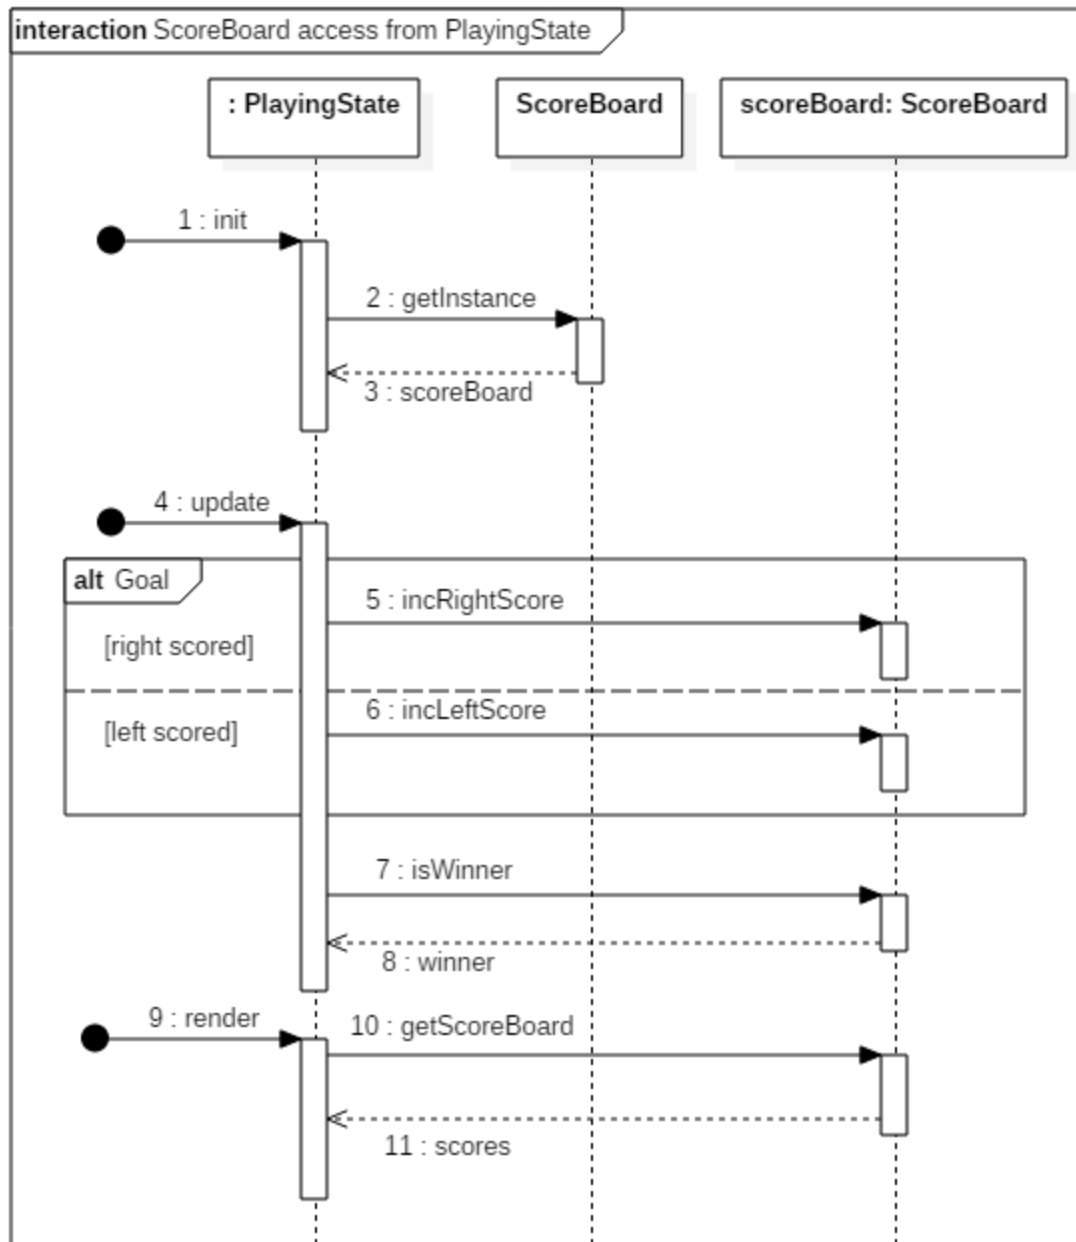 interaction ScoreBoard access from PlayingState
: PlayingState
ScoreBoard
scoreBoard: ScoreBoard
1 : init
2 : getInstance
3 : scoreBoard
4 : update
alt Goal
5 : incRightScore
[right scored]
6 : incLeftScore
[left scored]
7 : isWinner
8 : winner
9 : render
10 : getScoreBoard
11 : scores